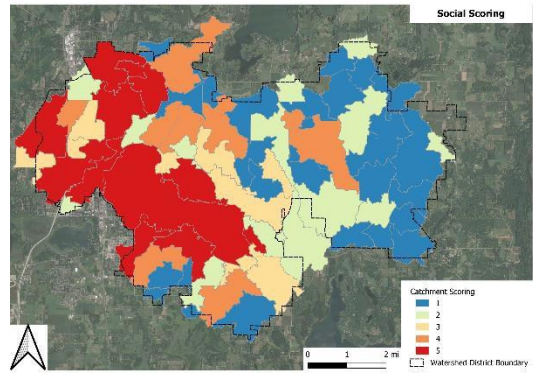 Social Scoring
Catchment Scoring
1
2
3
4
5
Watershed District Boundary
0 1 2 mi